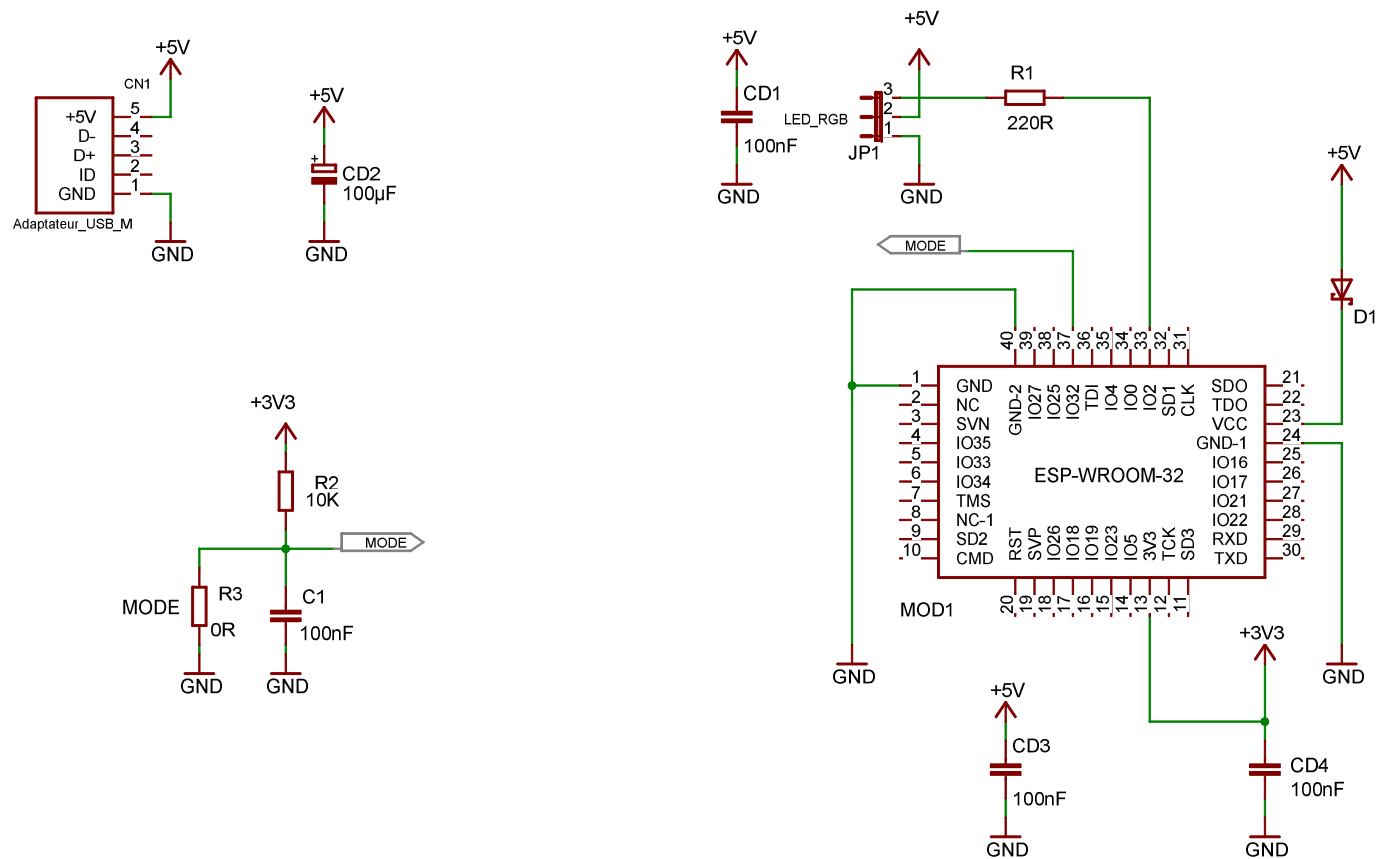 +5V
CN1
+5V 5
D- 4
D+ 3
ID 2
GND 1
Adaptateur_USB_M
GND
+5V
+
CD2
100µF
GND
+5V
CD1
100nF
GND
+5V
LED_RGB
3
2
1
JP1
GND
R1
220R
+5V
D1
MODE
40 39 38 37 36 35 34 33 32 31
GND-2 IO27 IO25 IO32 TDI IO4 IO0 IO2 SD1 CLK
1 GND
2 NC
3 SVN
4 IO35
5 IO33
6 IO34
7 TMS
8 NC-1
9 SD2
10 CMD
ESP-WROOM-32
SDO 21
TDO 22
VCC 23
GND-1 24
IO16 25
IO17 26
IO21 27
IO22 28
RXD 29
TXD 30
RST SVP IO26 IO18 IO19 IO23 IO5 3V3 TCK SD3
20 19 18 17 16 15 14 13 12 11
MOD1
GND
GND
+3V3
R2
10K
MODE
MODE
R3
0R
GND
C1
100nF
GND
+5V
CD3
100nF
GND
+3V3
CD4
100nF
GND